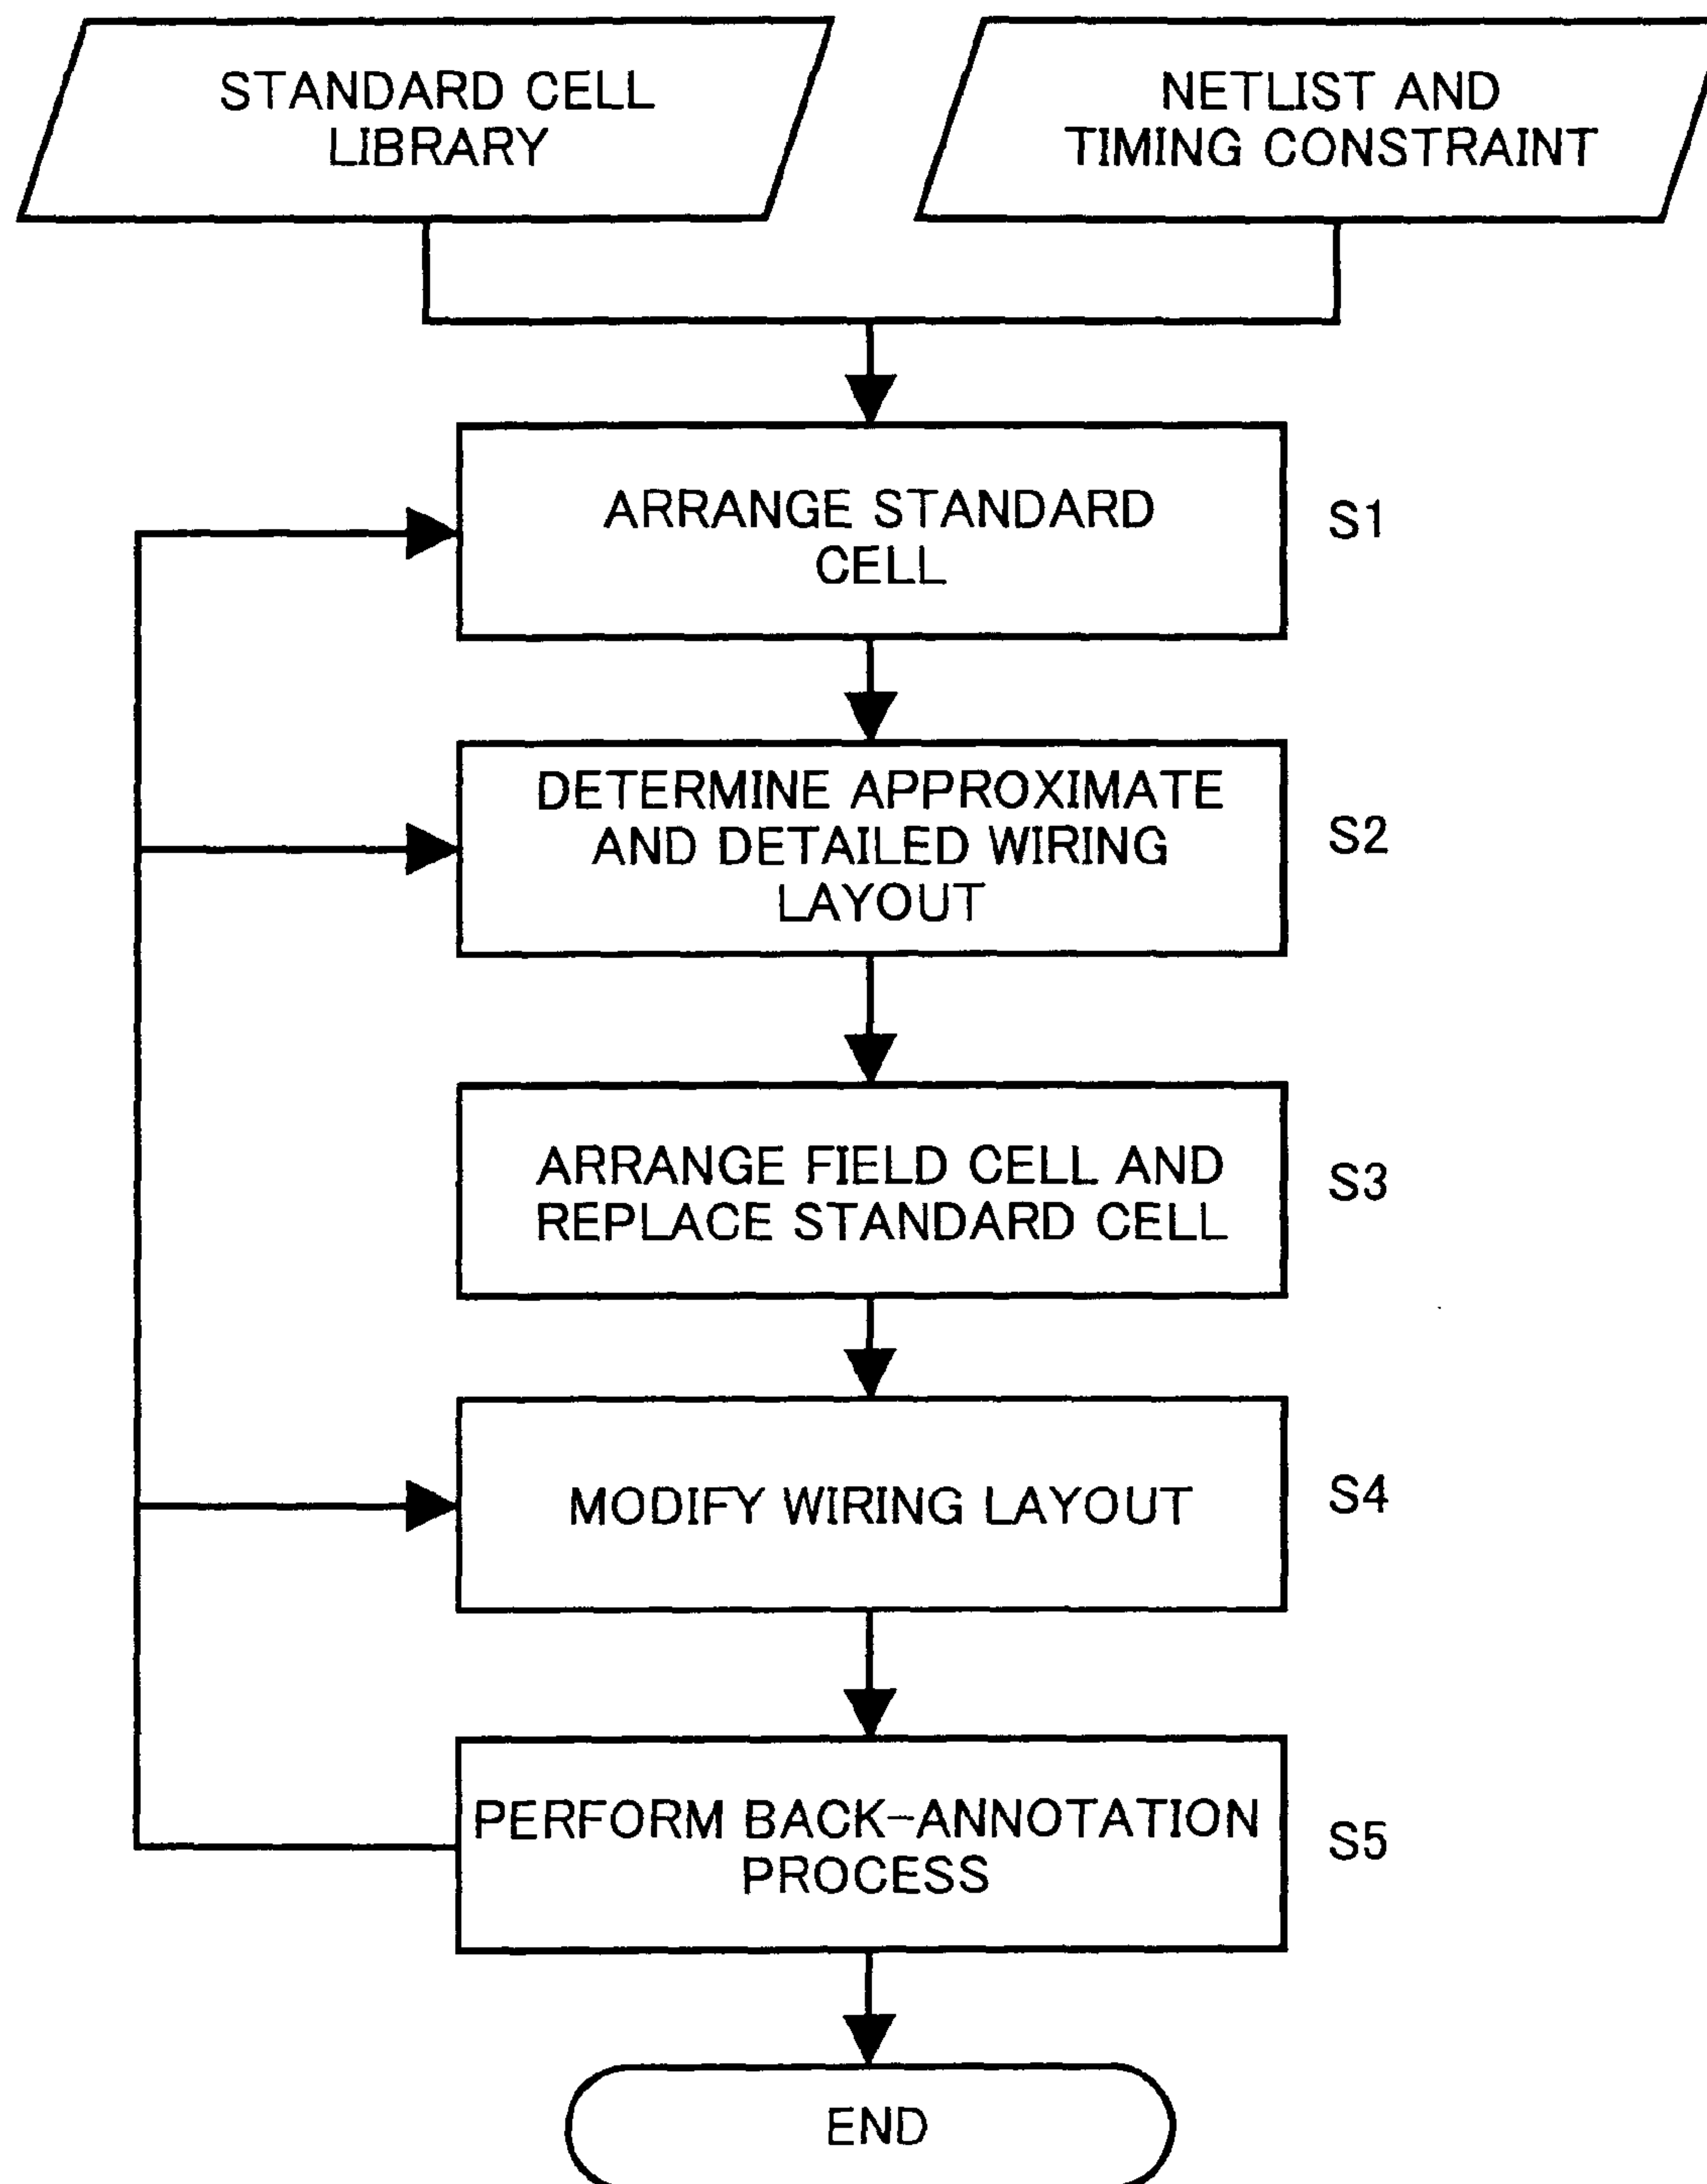 STANDARD CELL
LIBRARY
NETLIST AND
TIMING CONSTRAINT
ARRANGE STANDARD
CELL
S1
DETERMINE APPROXIMATE
AND DETAILED WIRING
LAYOUT
S2
ARRANGE FIELD CELL AND
REPLACE STANDARD CELL
S3
MODIFY WIRING LAYOUT
S4
PERFORM BACK-ANNOTATION
PROCESS
S5
END